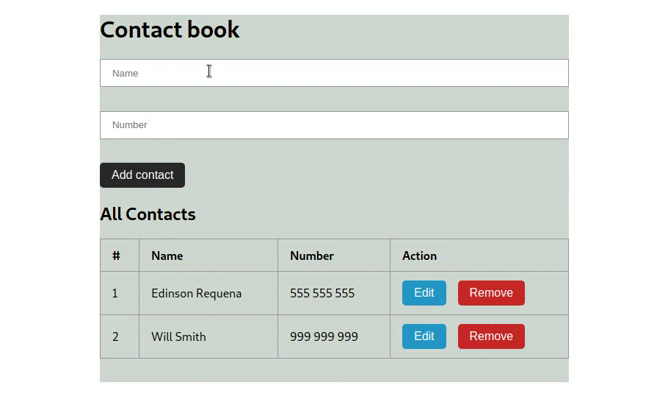 Contact book
Name
Number
Add contact
All Contacts
# Name Number Action
1 Edinson Requena 555 555 555 Edit Remove
2 Will Smith 999 999 999 Edit Remove